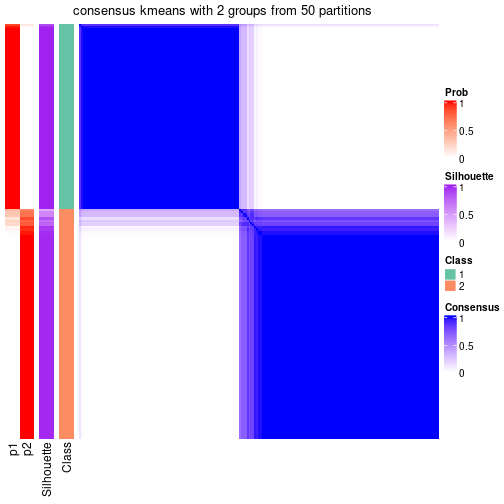 consensus kmeans with 2 groups from 50 partitions
Prob
1
0.5
0
Silhouette
1
0.5
0
Class
1
2
Consensus
1
0.5
0
p1
p2
Silhouette
Class